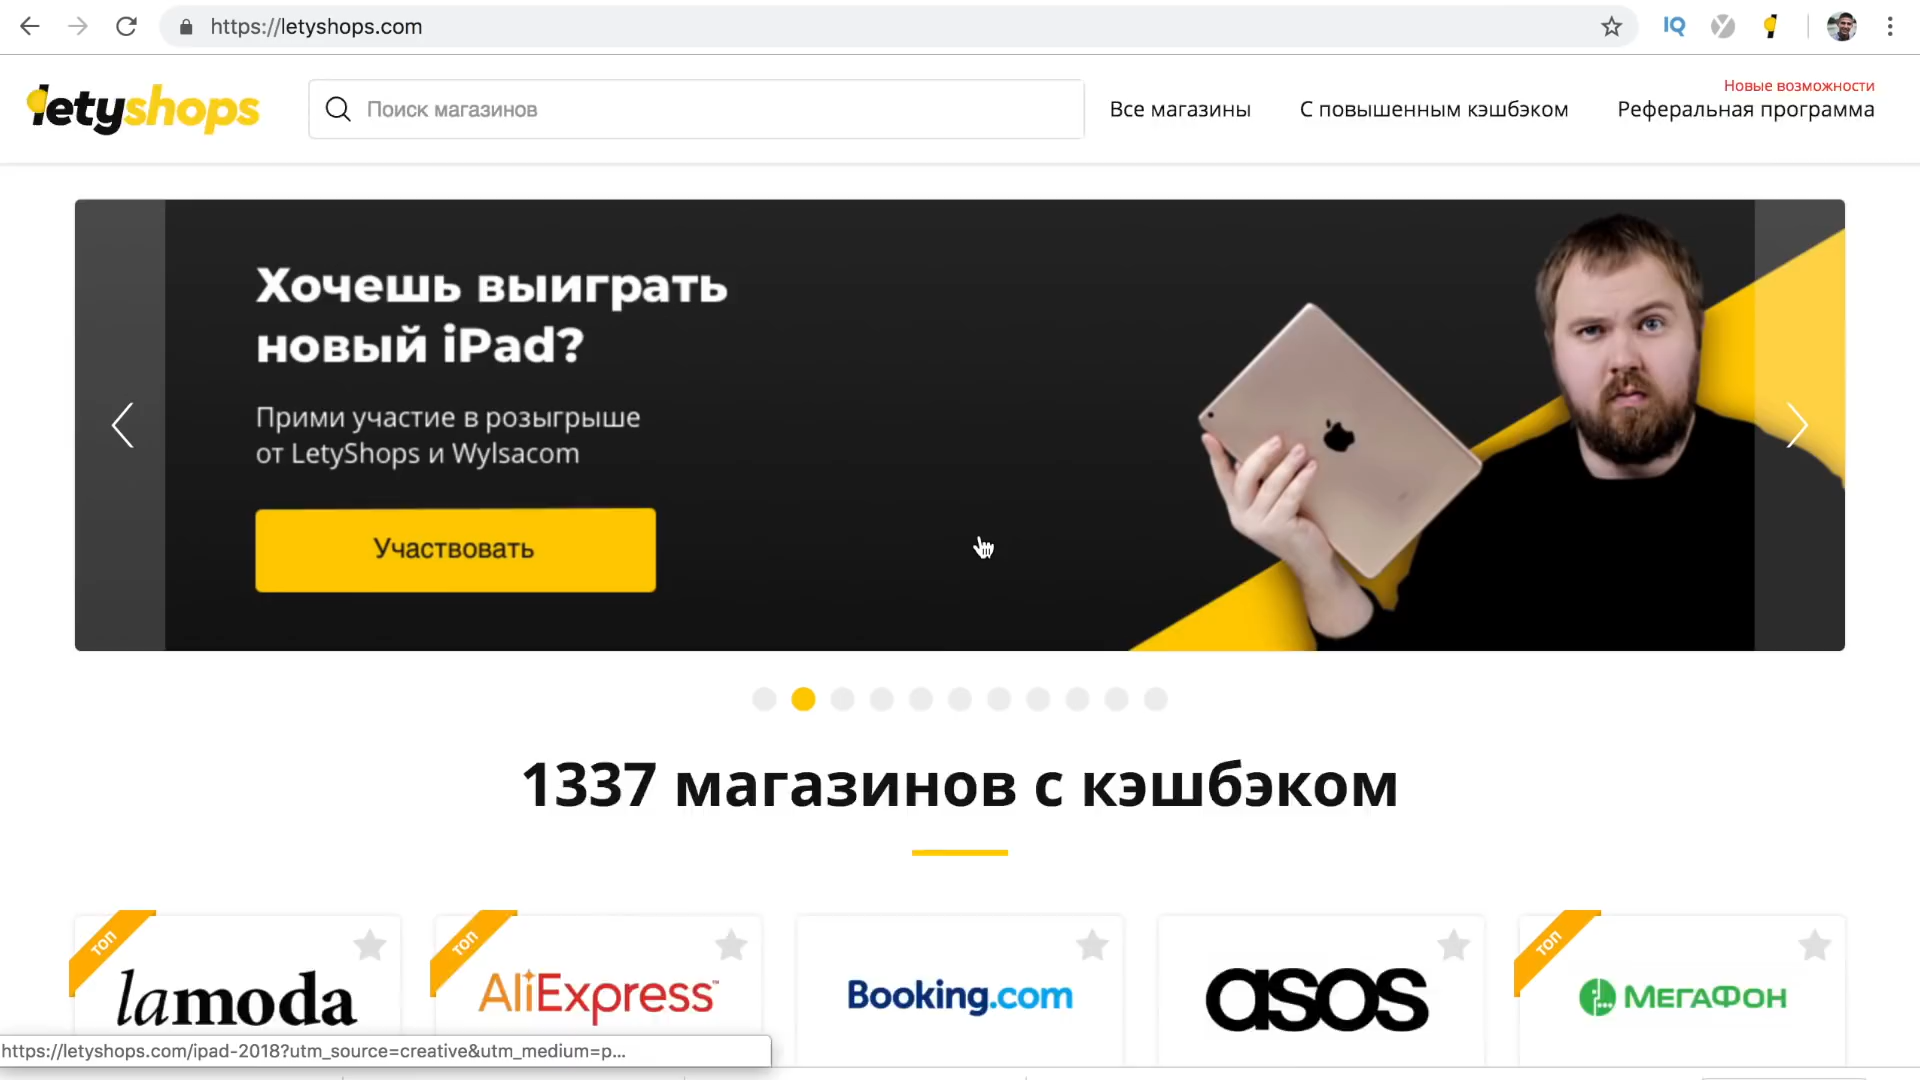 https://letyshops.com
IQ
letyshops
Поиск магазинов
Все магазины
С повышенным кэшбэком
Новые возможности
Реферальная программа
Хочешь выиграть
новый iPad?
Прими участие в розыгрыше
от LetyShops и Wylsacom
Участвовать
1337 магазинов с кэшбэком
ТОП
lamoda
ТОП
AliExpress™
Booking.com
asos
ТОП
МЕГАФОН
https://letyshops.com/ipad-2018?utm_source=creative&utm_medium=p...